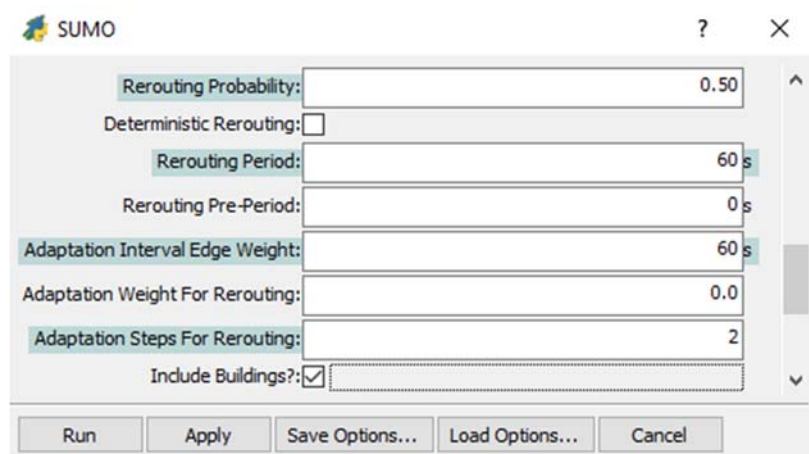 SUMO ?
Rerouting Probability: 0.50
Deterministic Rerouting:
Rerouting Period: 60 s
Rerouting Pre-Period: 0 s
Adaptation Interval Edge Weight: 60 s
Adaptation Weight For Rerouting: 0.0
Adaptation Steps For Rerouting: 2
Include Buildings?:
Run Apply Save Options... Load Options... Cancel